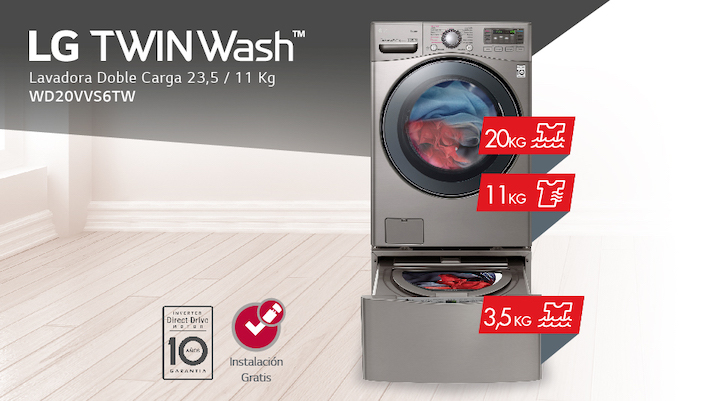 LG TWINWash™
Lavadora Doble Carga 23,5 / 11 Kg
WD20VVS6TW
20KG
11KG
3,5KG
INVERTER
Direct Drive
MOTOR
10 AÑOS
GARANTÍA
Instalación
Gratis